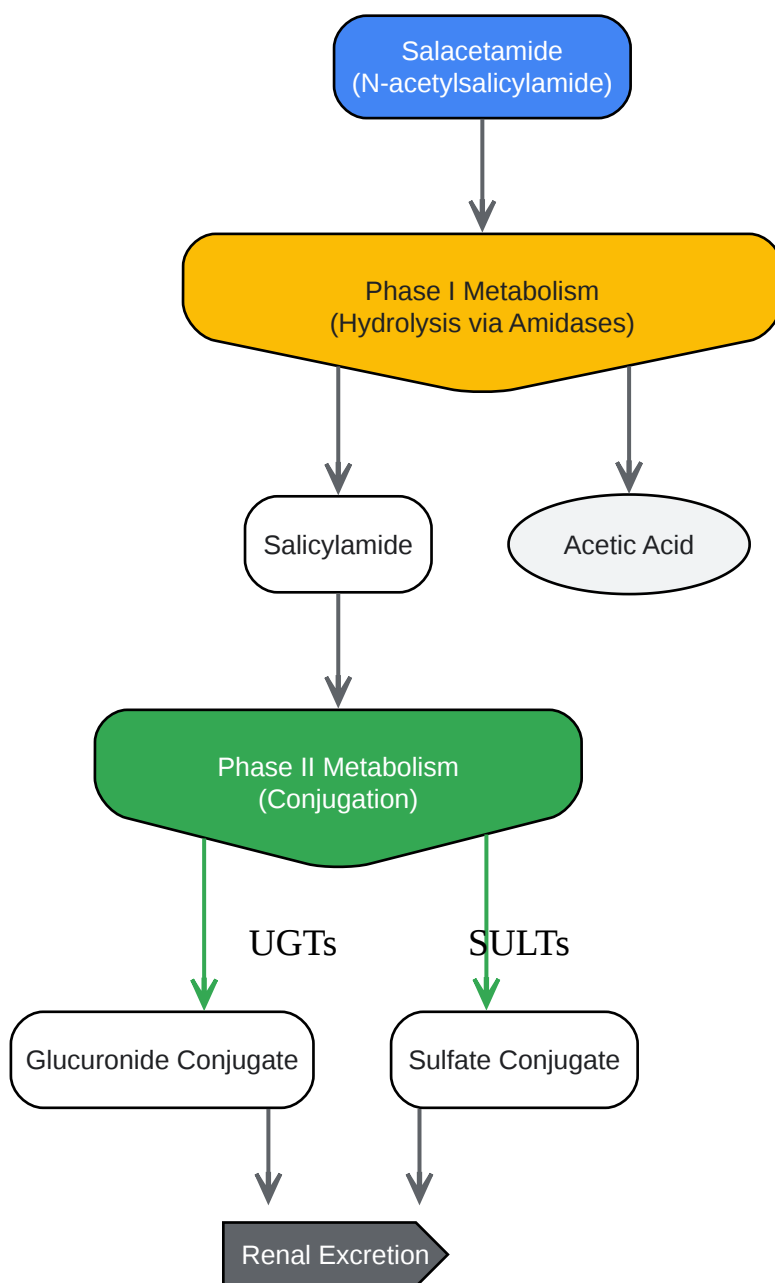 Salacetamide
(N-acetylsalicylamide)
Phase I Metabolism
(Hydrolysis via Amidases)
Salicylamide
Acetic Acid
Phase II Metabolism
(Conjugation)
UGTs
SULTs
Glucuronide Conjugate
Sulfate Conjugate
Renal Excretion